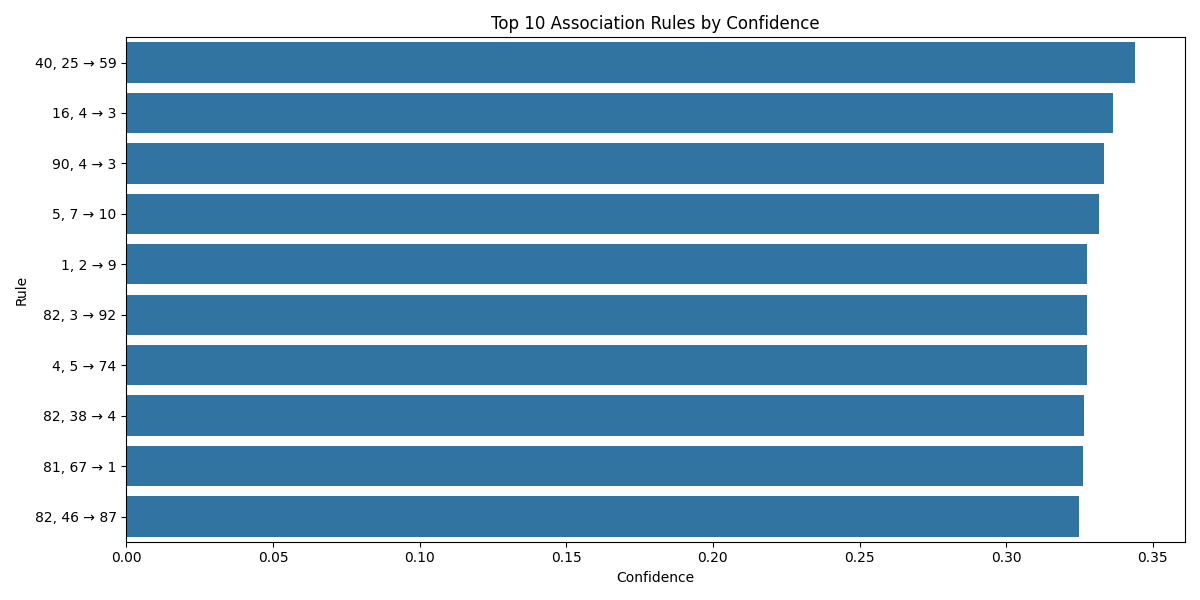 Top 10 Association Rules by Confidence
Rule
40, 25 → 59
16, 4 → 3
90, 4 → 3
5, 7 → 10
1, 2 → 9
82, 3 → 92
4, 5 → 74
82, 38 → 4
81, 67 → 1
82, 46 → 87
0.00 0.05 0.10 0.15 0.20 0.25 0.30 0.35
Confidence